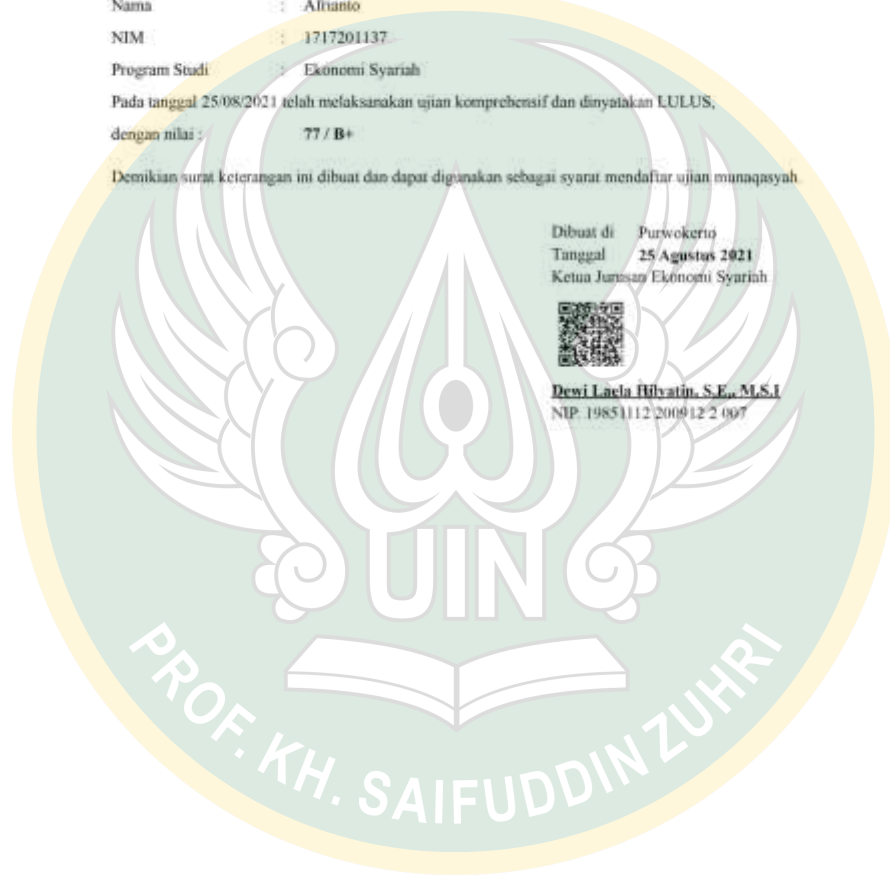 Nama : Afrianto
NIM : 1717201137
Program Studi : Ekonomi Syariah
Pada tanggal 25/08/2021 telah melaksanakan ujian komprehensif dan dinyatakan LULUS,
dengan nilai : 77 / B+
Demikian surat keterangan ini dibuat dan dapat digunakan sebagai syarat mendaftar ujian munaqasyah.
Dibuat di Purwokerto
Tanggal 25 Agustus 2021
Ketua Jurusan Ekonomi Syariah
Dewi Laela Hilyatin, S.E., M.S.I
NIP. 19851112 200912 2 007
UIN
PROF. KH. SAIFUDDIN ZUHRI